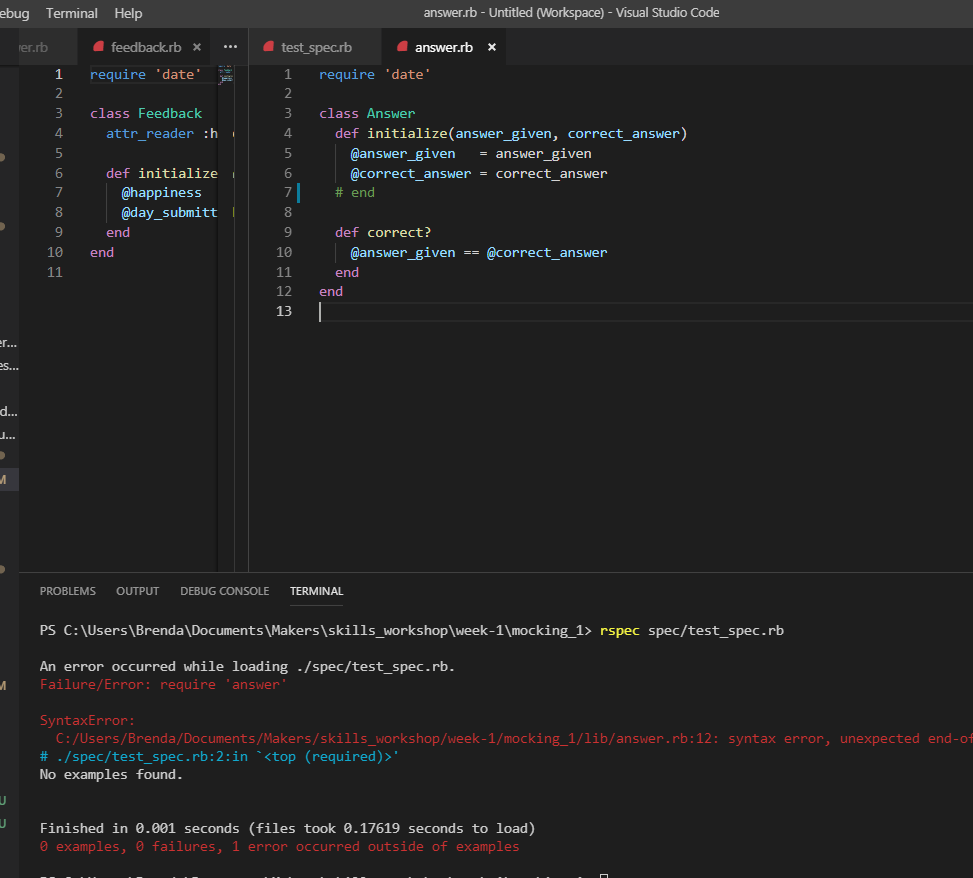 ebug Terminal Help answer.rb - Untitled (Workspace) - Visual Studio Code
er.rb feedback.rb × ... test_spec.rb answer.rb ×
1 require 'date'
2
3 class Feedback
4 attr_reader :h
5
6 def initialize
7 @happiness
8 @day_submitt
9 end
10 end
11
1 require 'date'
2
3 class Answer
4 def initialize(answer_given, correct_answer)
5 @answer_given = answer_given
6 @correct_answer = correct_answer
7 # end
8
9 def correct?
10 @answer_given == @correct_answer
11 end
12 end
13
er...
es...
d...
u...
M
M
U
U
PROBLEMS OUTPUT DEBUG CONSOLE TERMINAL
PS C:\Users\Brenda\Documents\Makers\skills_workshop\week-1\mocking_1> rspec spec/test_spec.rb
An error occurred while loading ./spec/test_spec.rb.
Failure/Error: require 'answer'
SyntaxError:
C:/Users/Brenda/Documents/Makers/skills_workshop/week-1/mocking_1/lib/answer.rb:12: syntax error, unexpected end-of
# ./spec/test_spec.rb:2:in `<top (required)>'
No examples found.
Finished in 0.001 seconds (files took 0.17619 seconds to load)
0 examples, 0 failures, 1 error occurred outside of examples